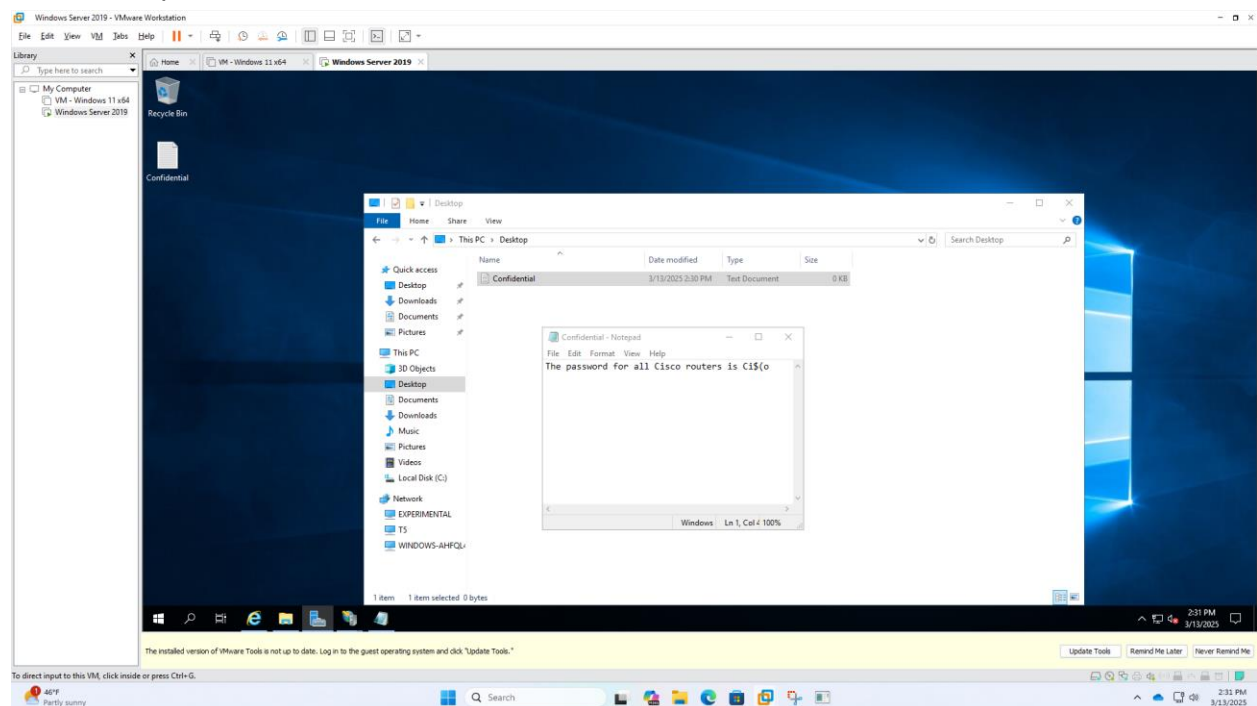 Windows Server 2019 - VMware Workstation
File Edit View VM Tabs Help
Library
Home
VM - Windows 11 x64
Windows Server 2019
Type here to search
My Computer
VM - Windows 11 x64
Windows Server 2019
Recycle Bin
Confidential
Desktop
File Home Share View
This PC > Desktop
Search Desktop
Name Date modified Type Size
Confidential 3/13/2025 2:30 PM Text Document 0 KB
Quick access
Desktop
Downloads
Documents
Pictures
This PC
3D Objects
Desktop
Documents
Downloads
Music
Pictures
Videos
Local Disk (C:)
Network
EXPERIMENTAL
T5
WINDOWS-AHFQL
1 item 1 item selected 0 bytes
Confidential - Notepad
File Edit Format View Help
The password for all Cisco routers is Ci$(o
Windows Ln 1, Col 4 100%
2:31 PM
3/13/2025
The installed version of VMware Tools is not up to date. Log in to the guest operating system and click "Update Tools."
Update Tools Remind Me Later Never Remind Me
To direct input to this VM, click inside or press Ctrl+G.
1
46°F
Partly sunny
Search
2:31 PM
3/13/2025